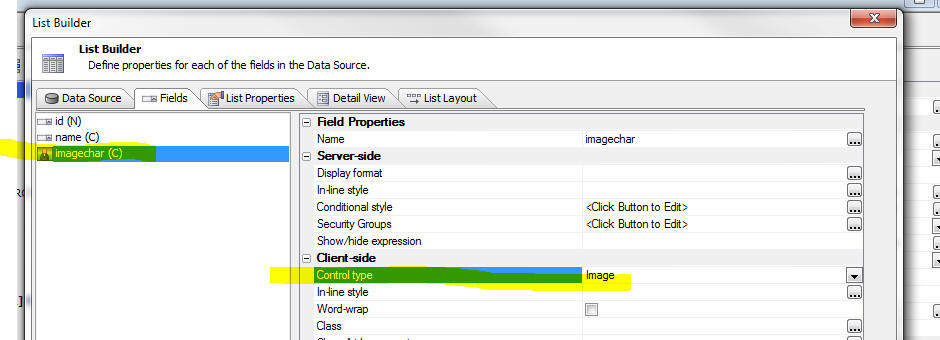 List Builder
List Builder
Define properties for each of the fields in the Data Source.
Data Source Fields List Properties Detail View List Layout
id (N)
name (C)
imagechar (C)
Field Properties
Name imagechar
Server-side
Display format
In-line style
Conditional style <Click Button to Edit>
Security Groups <Click Button to Edit>
Show/hide expression
Client-side
Control type Image
In-line style
Word-wrap
Class